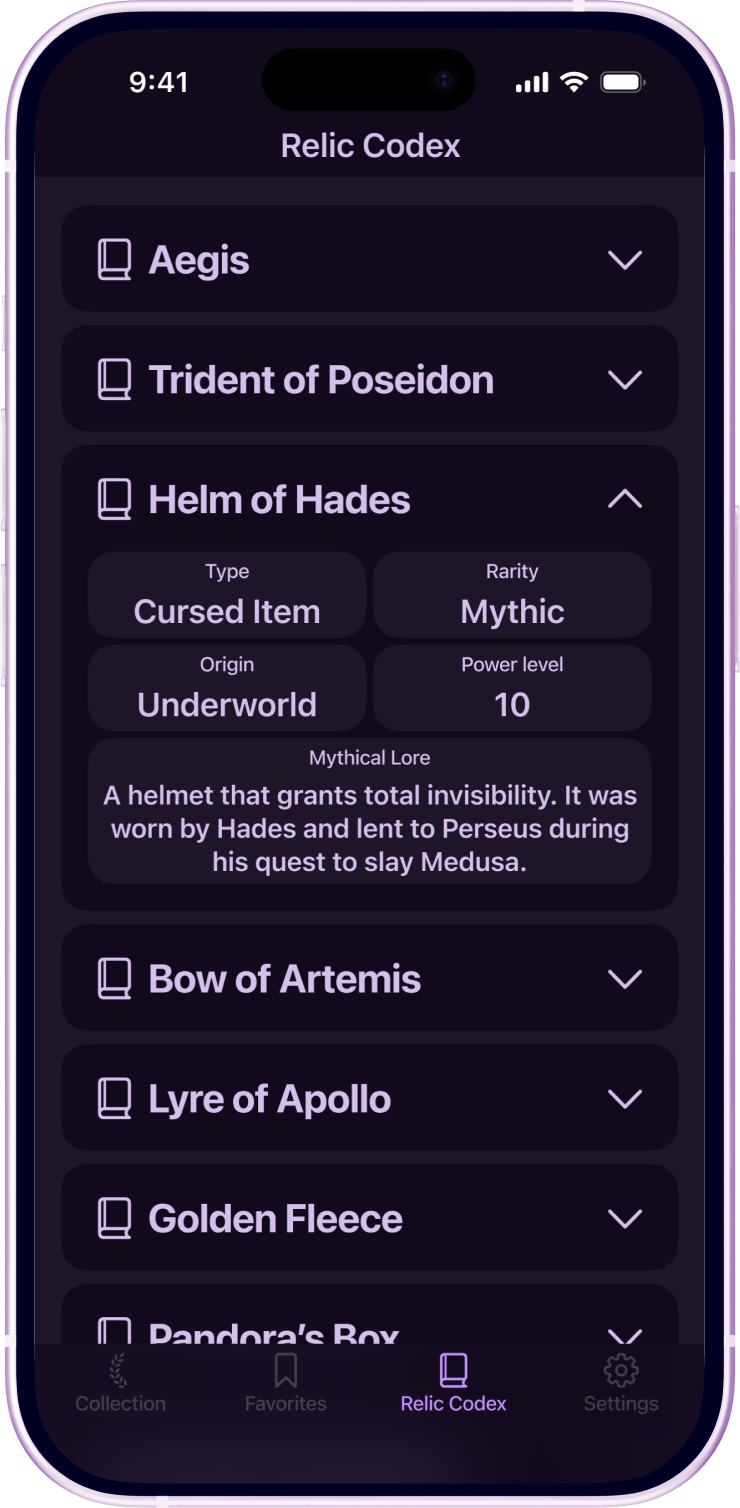 9:41
Relic Codex
Aegis
Trident of Poseidon
Helm of Hades
Type
Cursed Item
Rarity
Mythic
Origin
Underworld
Power level
10
Mythical Lore
A helmet that grants total invisibility. It was
worn by Hades and lent to Perseus during
his quest to slay Medusa.
Bow of Artemis
Lyre of Apollo
Golden Fleece
Pandora’s Box
Collection
Favorites
Relic Codex
Settings